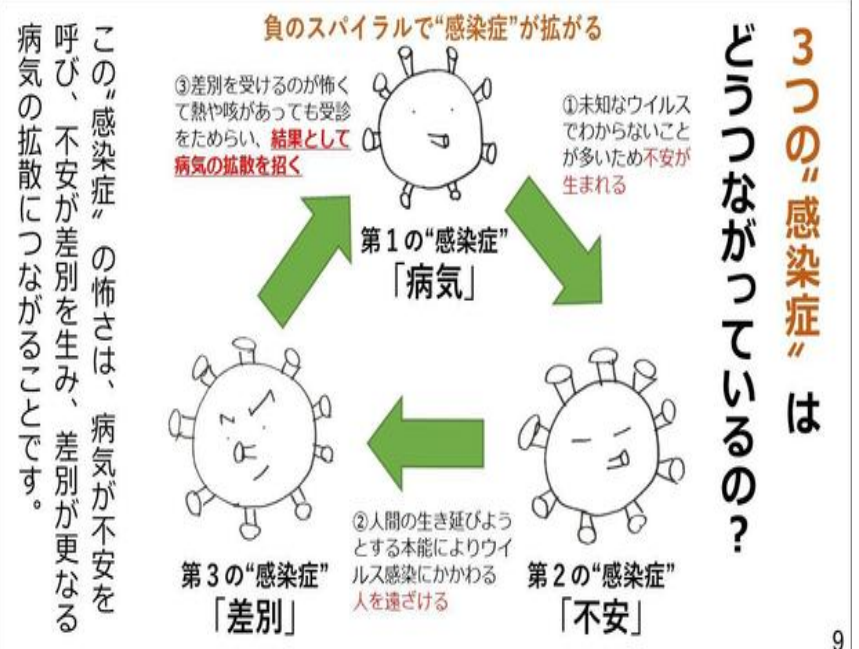 3つの“感染症”は
どうつながっているの？
負のスパイラルで“感染症”が拡がる
①未知なウイルス
でわからないこと
が多いため不安が
生まれる
第1の“感染症”
「病気」
②人間の生き延びよう
とする本能によりウイ
ルス感染にかかわる
人を遠ざける
第2の“感染症”
「不安」
③差別を受けるのが怖く
て熱や咳があっても受診
をためらい、結果として
病気の拡散を招く
第3の“感染症”
「差別」
この“感染症”の怖さは、病気が不安を
呼び、不安が差別を生み、差別が更なる
病気の拡散につながることです。
9